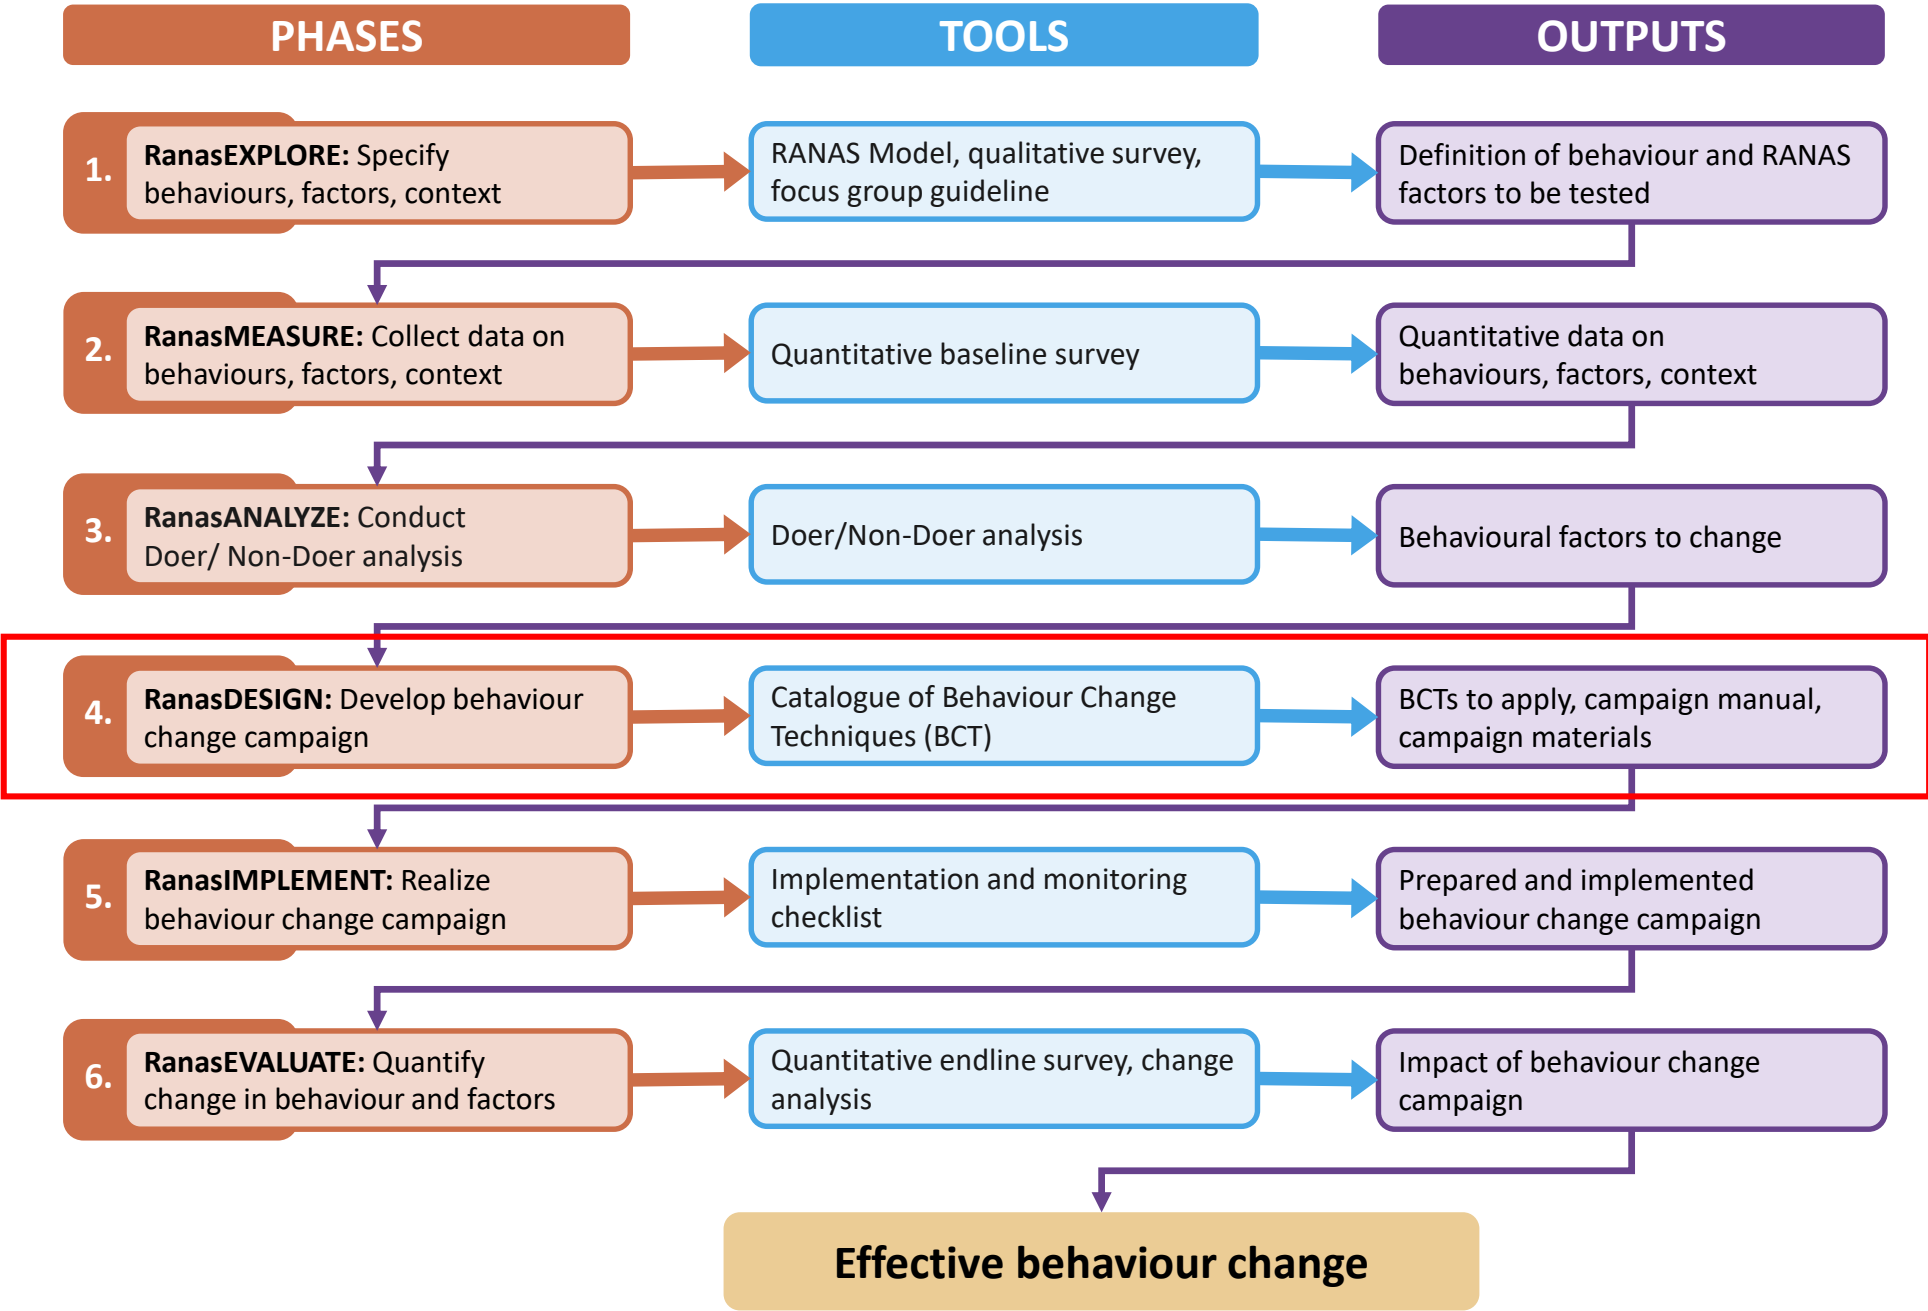 PHASES
TOOLS
OUTPUTS
1.
RanasEXPLORE: Specify
behaviours, factors, context
RANAS Model, qualitative survey,
focus group guideline
Definition of behaviour and RANAS
factors to be tested
2.
RanasMEASURE: Collect data on
behaviours, factors, context
Quantitative baseline survey
Quantitative data on
behaviours, factors, context
3.
RanasANALYZE: Conduct
Doer/ Non-Doer analysis
Doer/Non-Doer analysis
Behavioural factors to change
4.
RanasDESIGN: Develop behaviour
change campaign
Catalogue of Behaviour Change
Techniques (BCT)
BCTs to apply, campaign manual,
campaign materials
5.
RanasIMPLEMENT: Realize
behaviour change campaign
Implementation and monitoring
checklist
Prepared and implemented
behaviour change campaign
6.
RanasEVALUATE: Quantify
change in behaviour and factors
Quantitative endline survey, change
analysis
Impact of behaviour change
campaign
Effective behaviour change